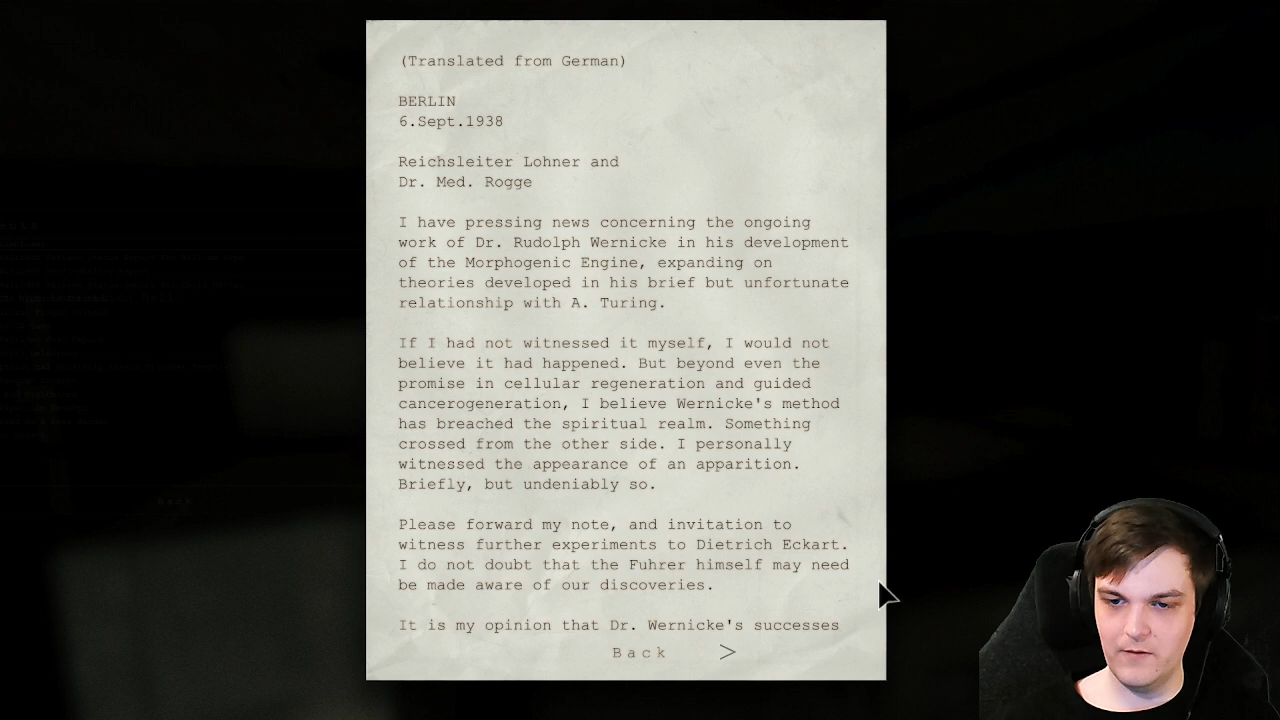 (Translated from German)
BERLIN
6.Sept.1938
Reichsleiter Lohner and
Dr. Med. Rogge
I have pressing news concerning the ongoing
work of Dr. Rudolph Wernicke in his development
of the Morphogenic Engine, expanding on
theories developed in his brief but unfortunate
relationship with A. Turing.
If I had not witnessed it myself, I would not
believe it had happened. But beyond even the
promise in cellular regeneration and guided
cancerogeneration, I believe Wernicke's method
has breached the spiritual realm. Something
crossed from the other side. I personally
witnessed the appearance of an apparition.
Briefly, but undeniably so.
Please forward my note, and invitation to
witness further experiments to Dietrich Eckart.
I do not doubt that the Fuhrer himself may need
be made aware of our discoveries.
It is my opinion that Dr. Wernicke's successes
Back >